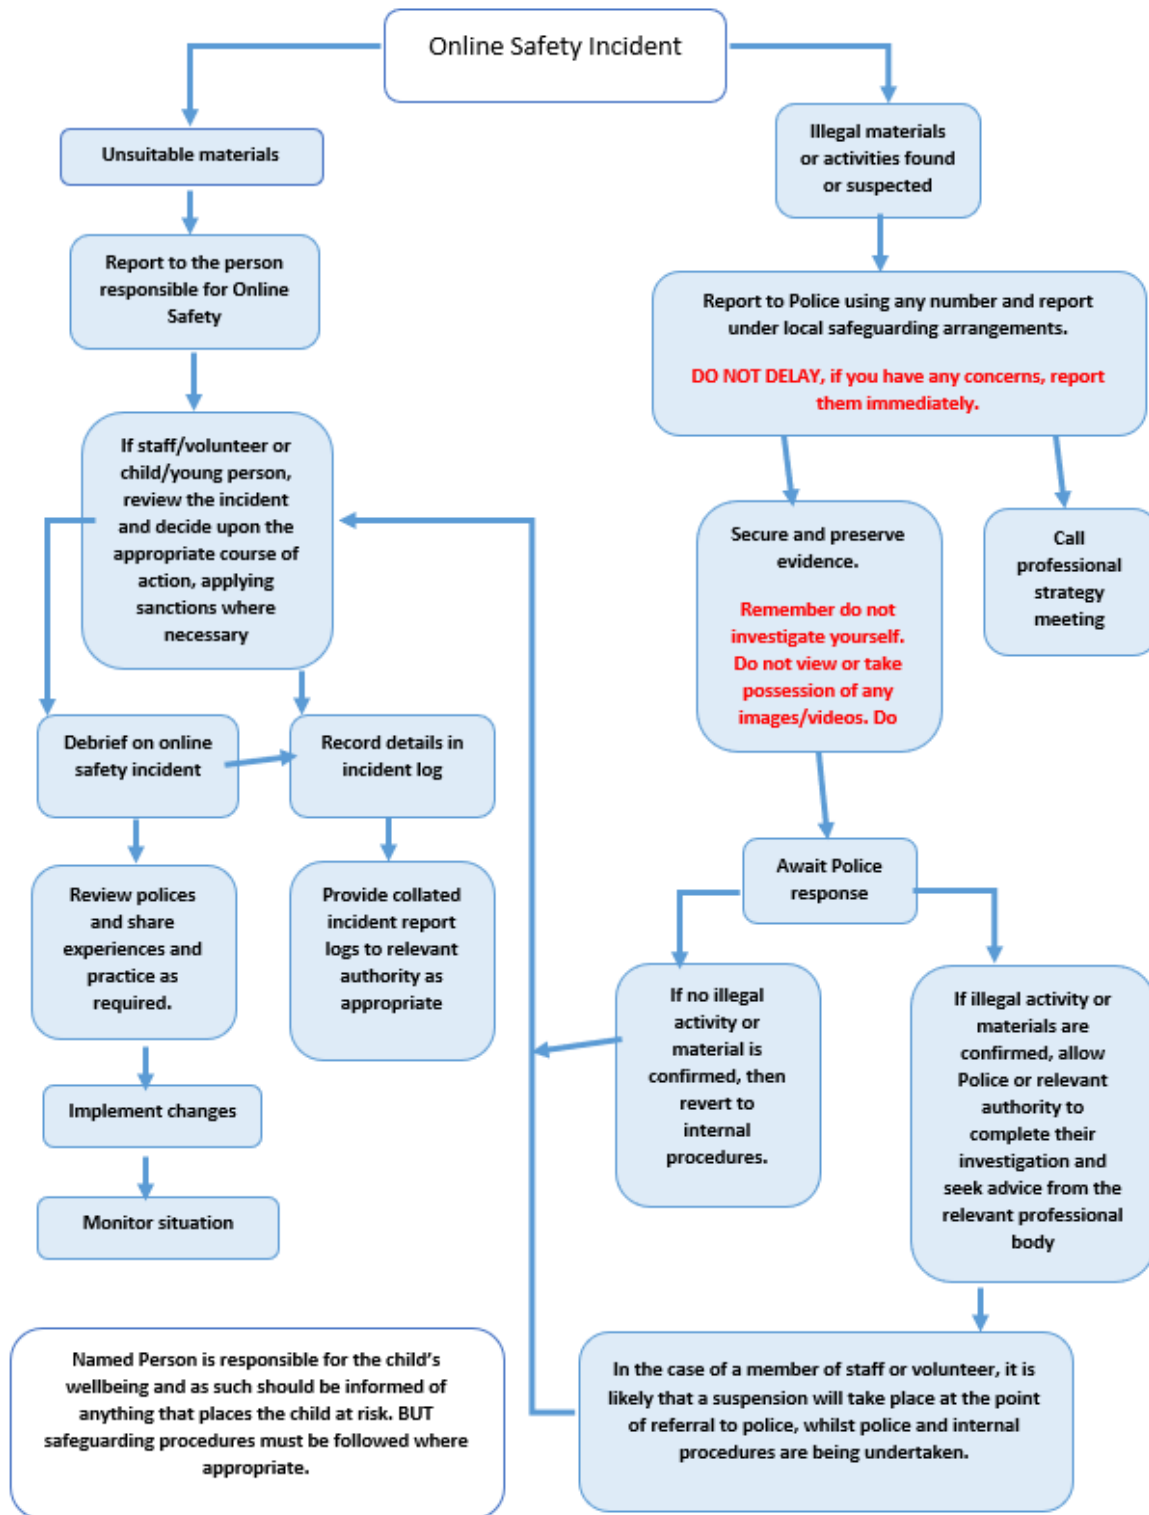 Online Safety Incident
Unsuitable materials
Report to the person
responsible for Online
Safety
If staff/volunteer or
child/young person,
review the incident
and decide upon the
appropriate course of
action, applying
sanctions where
necessary
Debrief on online
safety incident
Record details in
incident log
Review polices
and share
experiences and
practice as
required.
Provide collated
incident report
logs to relevant
authority as
appropriate
Implement changes
Monitor situation
Illegal materials
or activities found
or suspected
Report to Police using any number and report
under local safeguarding arrangements.
DO NOT DELAY, if you have any concerns, report
them immediately.
Secure and preserve
evidence.
Remember do not
investigate yourself.
Do not view or take
possession of any
images/videos. Do
Call
professional
strategy
meeting
Await Police
response
If no illegal
activity or
material is
confirmed, then
revert to
internal
procedures.
If illegal activity or
materials are
confirmed, allow
Police or relevant
authority to
complete their
investigation and
seek advice from the
relevant professional
body
In the case of a member of staff or volunteer, it is
likely that a suspension will take place at the point
of referral to police, whilst police and internal
procedures are being undertaken.
Named Person is responsible for the child's
wellbeing and as such should be informed of
anything that places the child at risk. BUT
safeguarding procedures must be followed where
appropriate.